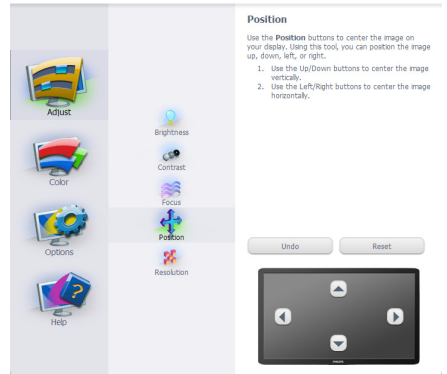 Adjust
Color
Options
Help
Brightness
Contrast
Focus
Position
Resolution
Position
Use the Position buttons to center the image on
your display. Using this tool, you can position the image
up, down, left, or right.
1. Use the Up/Down buttons to center the image
vertically.
2. Use the Left/Right buttons to center the image
horizontally.
Undo
Reset
PHILIPS